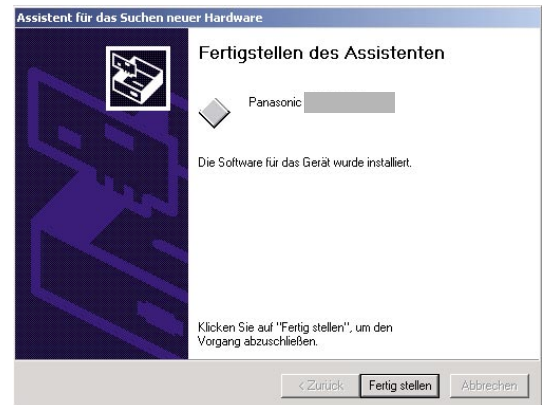 Assistent für das Suchen neuer Hardware
Fertigstellen des Assistenten
Panasonic
Die Software für das Gerät wurde installiert.
Klicken Sie auf "Fertig stellen", um den
Vorgang abzuschließen.
< Zurück
Fertig stellen
Abbrechen